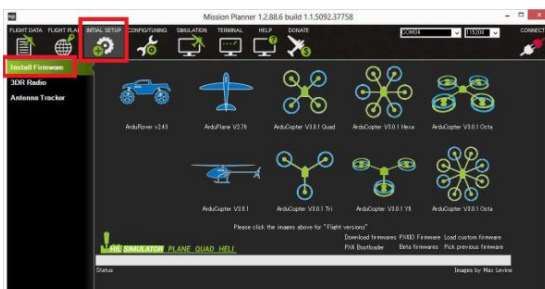 Mission Planner 1.2.88.6 build 1.1.5092.37758
FLIGHT DATA FLIGHT PLAN INITIAL SETUP CONFIG/TUNING SIMULATION TERMINAL HELP DONATE
115200 CONNECT
Install Firmware
3DR Radio
Antenna Tracker
ArduRover v2.43 ArduPlane V2.78 ArduCopter V3.0.1 Quad ArduCopter V3.0.1 Hexa ArduCopter V3.0.1 Octa
ArduCopter V3.0.1 ArduCopter V3.0.1 Tri ArduCopter V3.0.1 Y6 ArduCopter V3.0.1 Octa
Please click the images above for "Flight versions"
HIL SIMULATOR PLANE QUAD HELI
Download firmwares PX4IO Firmware Load custom firmware
PX4 Bootloader Beta firmwares Pick previous firmware
Status
Images by Max Levine